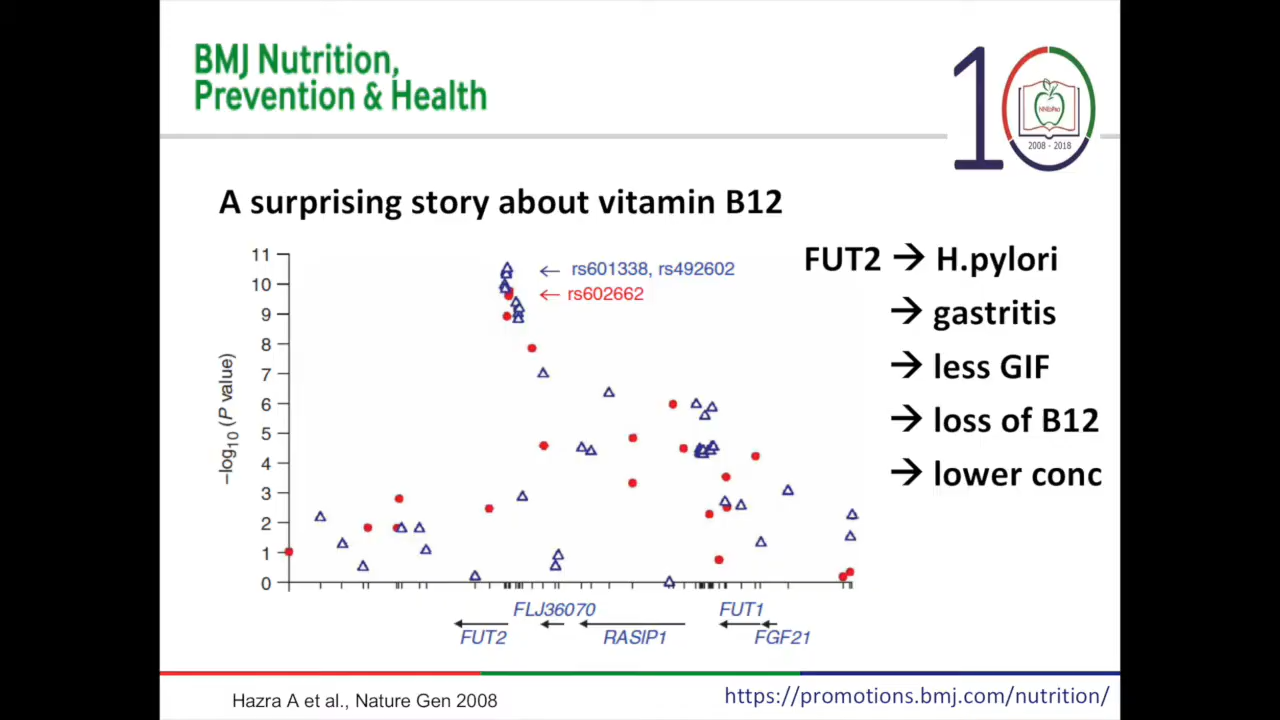 BMJ Nutrition,
Prevention & Health
10
NNEdPro
2008 - 2018
A surprising story about vitamin B12
FUT2 → H.pylori
→ gastritis
→ less GIF
→ loss of B12
→ lower conc
11
10
9
8
7
6
5
4
3
2
1
0
–log10 (P value)
← rs601338, rs492602
← rs602662
FLJ36070
FUT1
FUT2
RASIP1
FGF21
Hazra A et al., Nature Gen 2008
https://promotions.bmj.com/nutrition/